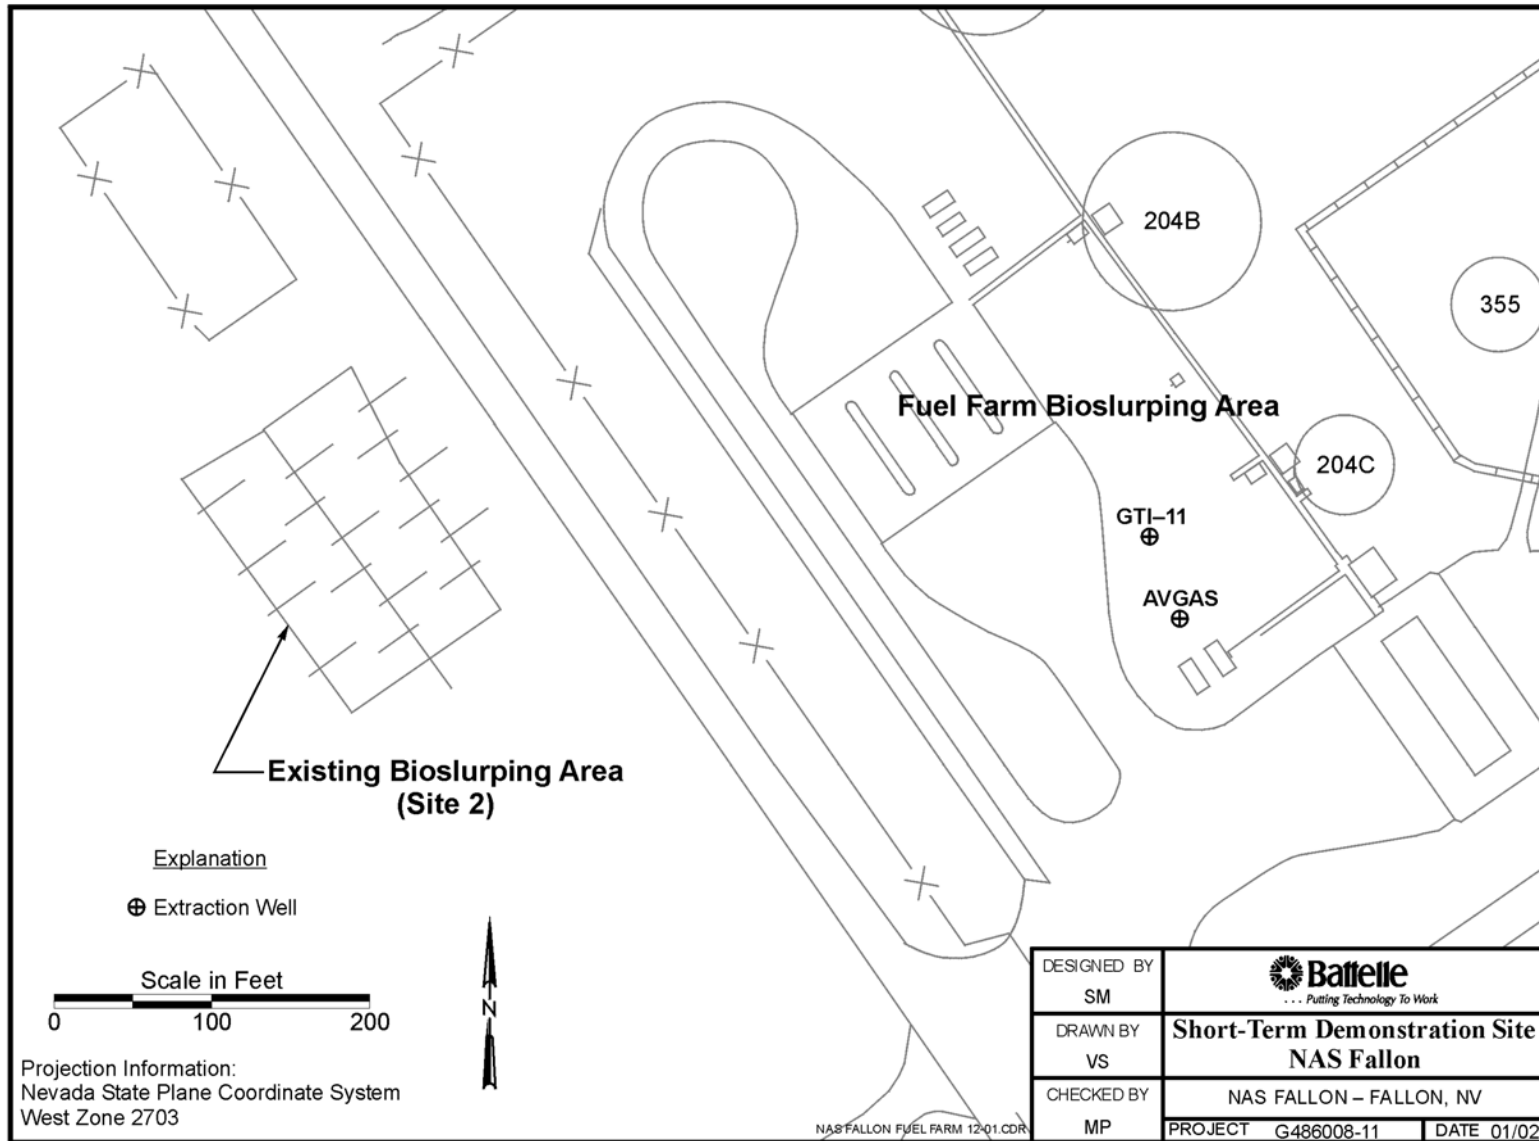 204B
355
Fuel Farm Bioslurping Area
204C
GTI–11
AVGAS
Existing Bioslurping Area
(Site 2)
Explanation
Extraction Well
Scale in Feet
0 100 200
N
Projection Information:
Nevada State Plane Coordinate System
West Zone 2703
NAS FALLON FUEL FARM 12-01.CDR
DESIGNED BY
SM
Battelle
. . . Putting Technology To Work
DRAWN BY
VS
Short-Term Demonstration Site
NAS Fallon
CHECKED BY
MP
NAS FALLON – FALLON, NV
PROJECT G486008-11 DATE 01/02